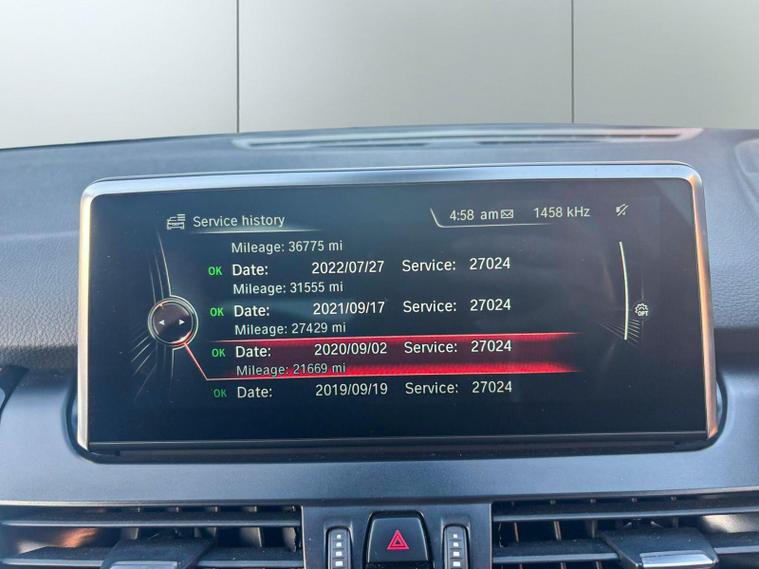 Service history
4:58 am 1458 kHz
Mileage: 36775 mi
OK Date: 2022/07/27 Service: 27024
Mileage: 31555 mi
OK Date: 2021/09/17 Service: 27024
Mileage: 27429 mi
OK Date: 2020/09/02 Service: 27024
Mileage: 21669 mi
OK Date: 2019/09/19 Service: 27024
OPT